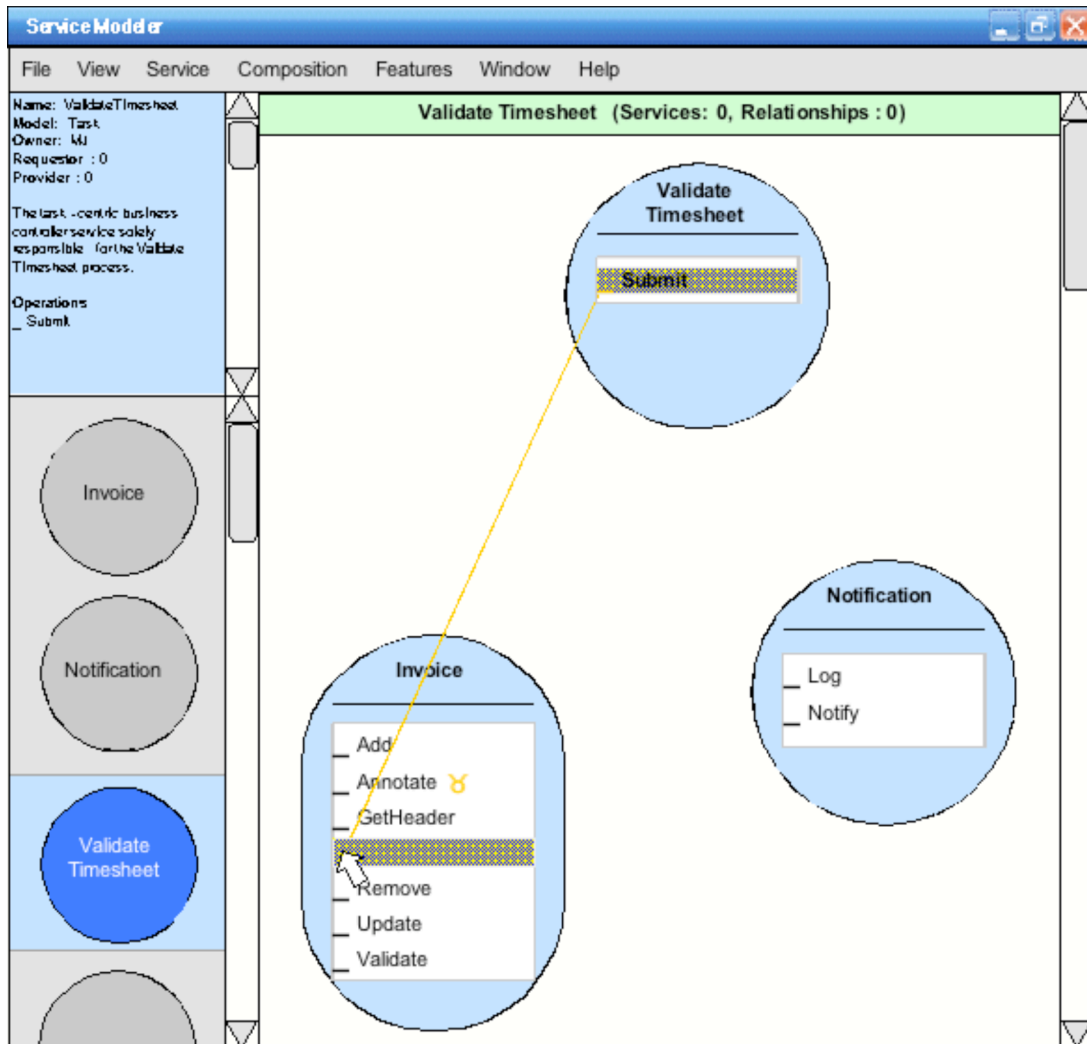 ServiceModeler
File View Service Composition Features Window Help
Name: ValidateTimesheet
Model: Task
Owner: MJ
Requestor : 0
Provider : 0
The task -centric business
controller service solely
responsible for the Validate
Timesheet process.
Operations
_ Submit
Invoice
Notification
Validate
Timesheet
Validate Timesheet (Services: 0, Relationships : 0)
Validate
Timesheet
Submit
Notification
_ Log
_ Notify
Invoice
_ Add
_ Annotate
_ GetHeader
_ Remove
_ Update
_ Validate